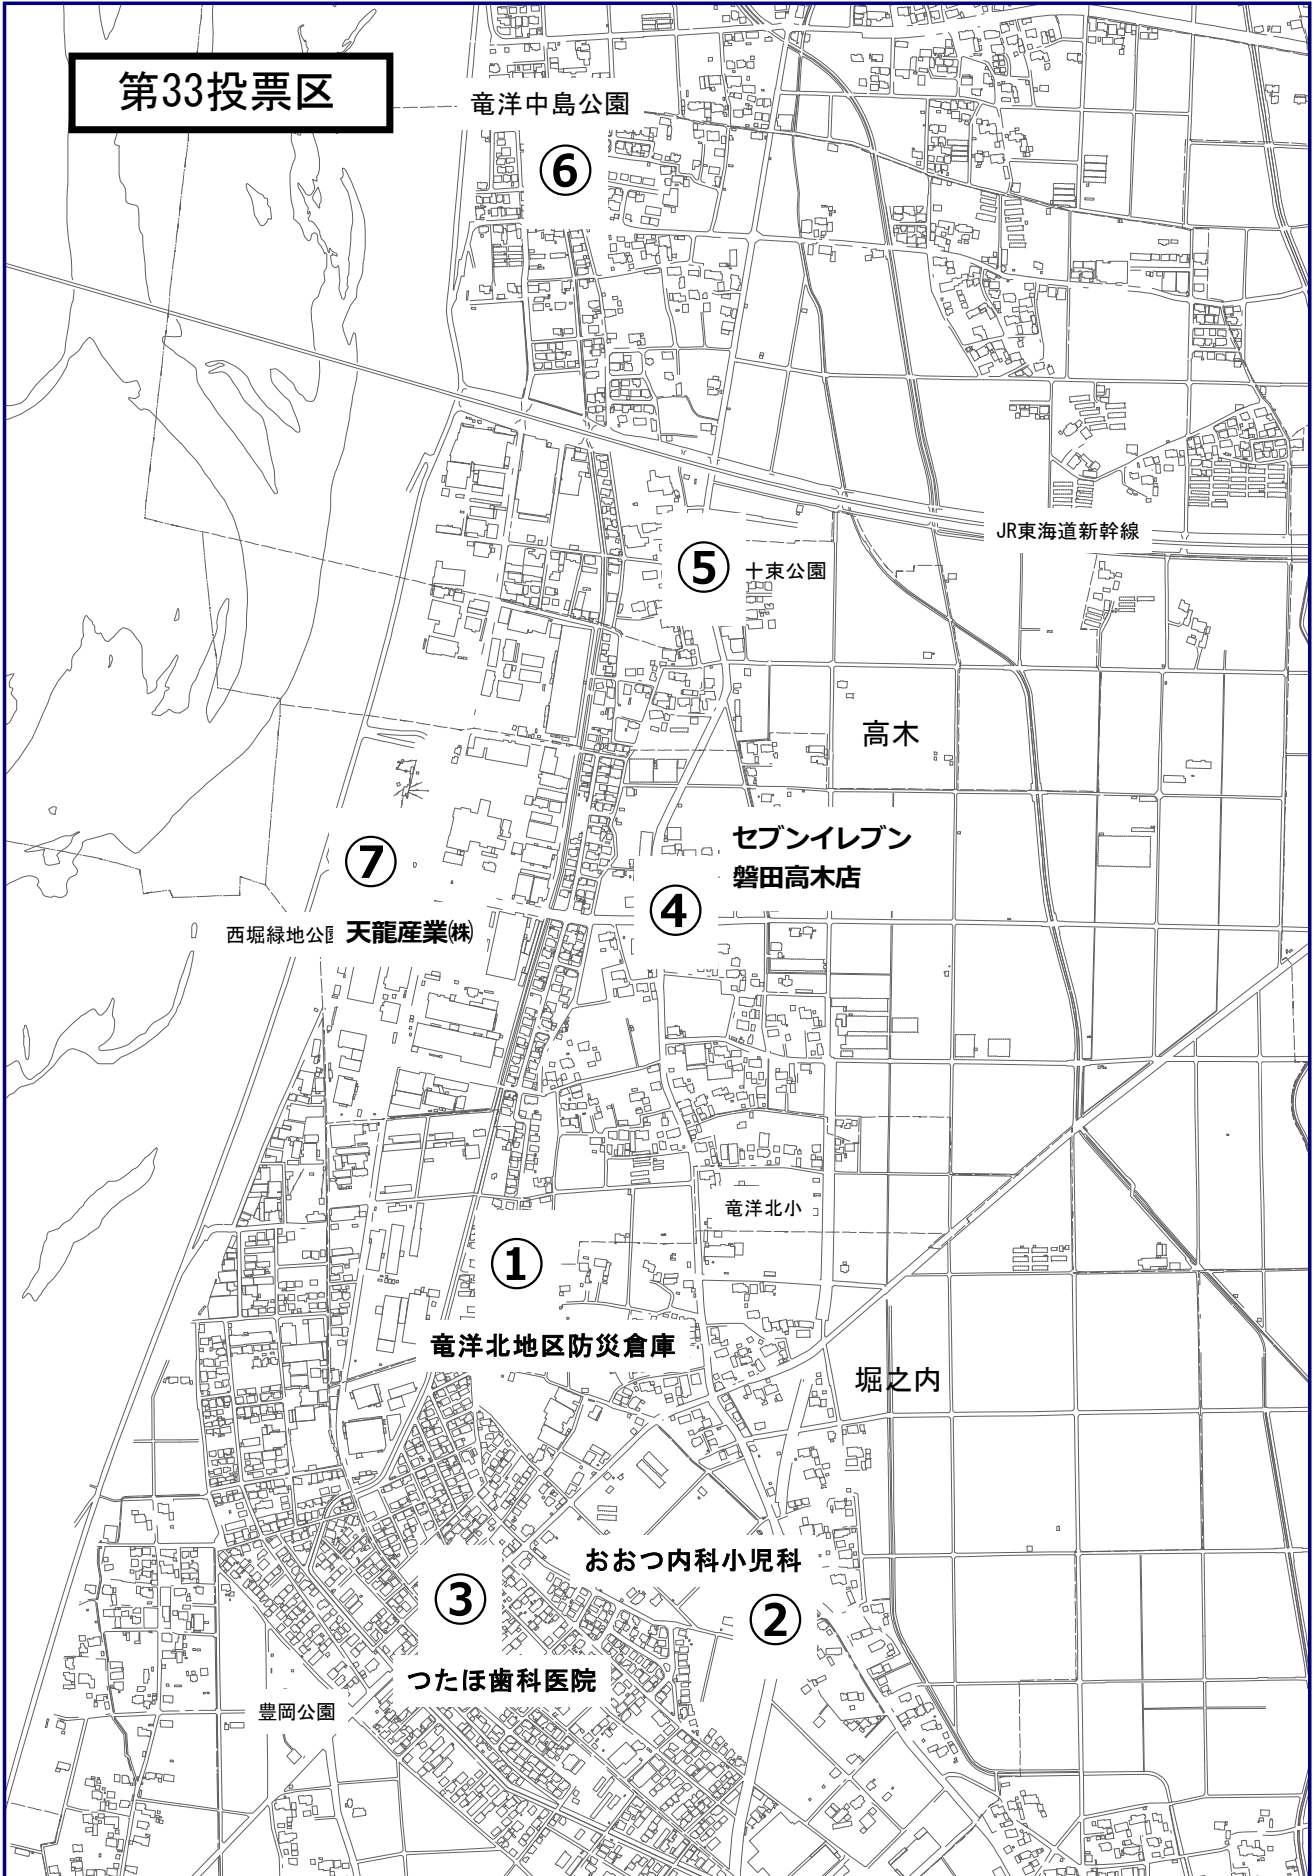 第33投票区
竜洋中島公園
⑥
JR東海道新幹線
⑤
十束公園
高木
セブンイレブン
磐田高木店
⑦
④
西堀緑地公園
天龍産業㈱
竜洋北小
①
竜洋北地区防災倉庫
堀之内
おおつ内科小児科
③
②
つたほ歯科医院
豊岡公園